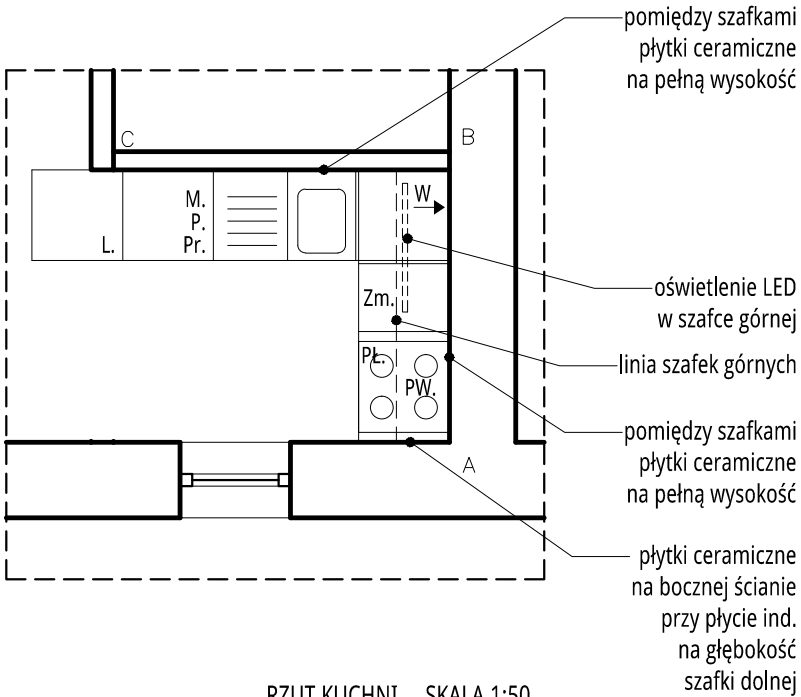 pomiędzy szafkami
płytki ceramiczne
na pełną wysokość
C
B
M.
P.
Pr.
L.
W
oświetlenie LED
w szafce górnej
Zm.
linia szafek górnych
PŁ.
PW.
pomiędzy szafkami
płytki ceramiczne
na pełną wysokość
A
płytki ceramiczne
na bocznej ścianie
przy płycie ind.
na głębokość
szafki dolnej
RZUT KUCHNI SKALA 1:50